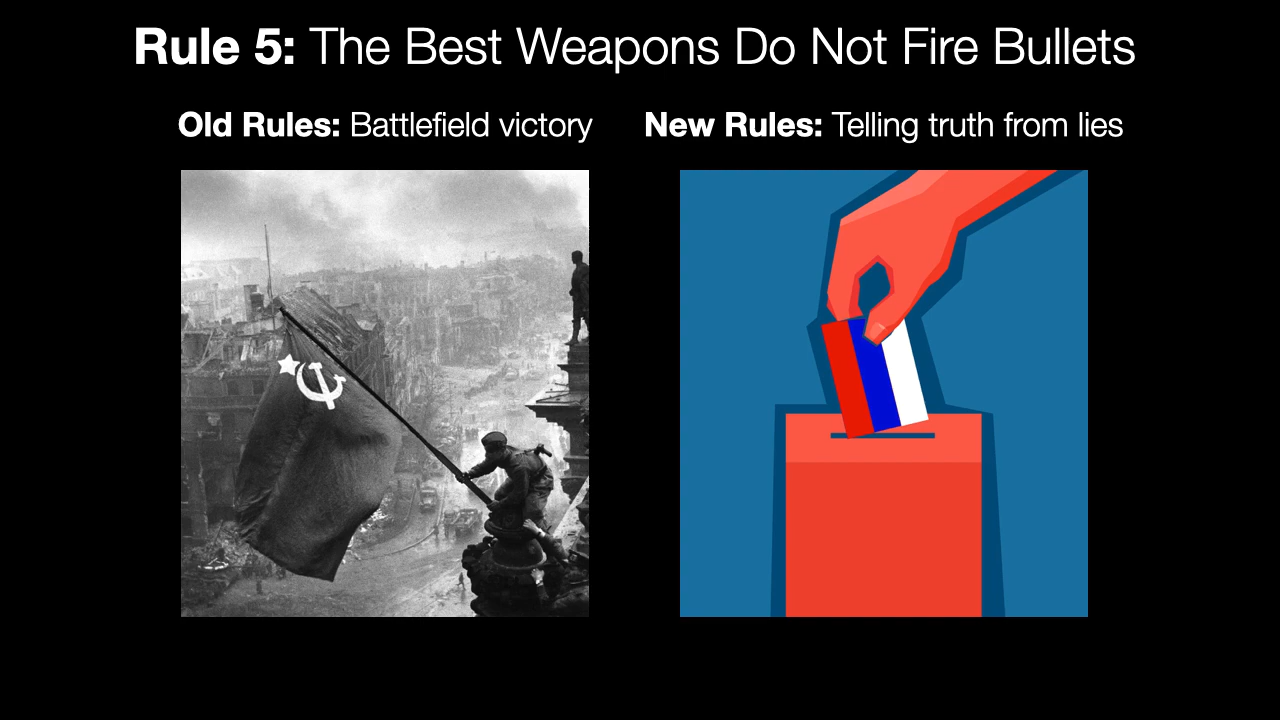 Rule 5: The Best Weapons Do Not Fire Bullets
Old Rules: Battlefield victory
New Rules: Telling truth from lies